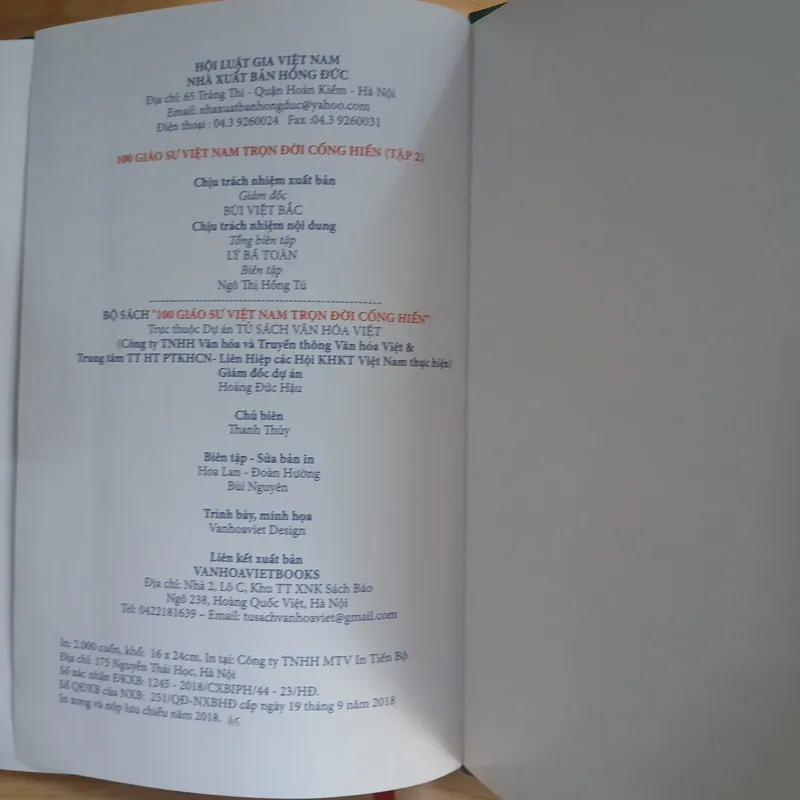 HỘI LUẬT GIA VIỆT NAM
NHÀ XUẤT BẢN HỒNG ĐỨC
Địa chỉ: 65.Tràng Thi - Quận Hoàn Kiếm - Hà Nội
Email: nhaxuatbanhongduc@yahoo.com
Điện thoại : 04.3 9260024 Fax :04.3 9260031
100 GIÁO SƯ VIỆT NAM TRỌN ĐỜI CỐNG HIẾN (TẬP 2)
Chịu trách nhiệm xuất bản
Giám đốc
BÙI VIỆT BẮC
Chịu trách nhiệm nội dung
Tổng biên tập
LÝ BÁ TOÀN
Biên tập
Ngô Thị Hồng Tú
BỘ SÁCH "100 GIÁO SƯ VIỆT NAM TRỌN ĐỜI CỐNG HIẾN"
Trực thuộc Dự án TỦ SÁCH VĂN HÓA VIỆT
(Công ty TNHH Văn hóa và Truyền thông Văn hóa Việt &
Trung tâm TT HT PTKHCN- Liên Hiệp các Hội KHKT Việt Nam thực hiện)
Giám đốc dự án
Hoàng Đức Hậu
Chủ biên
Thanh Thủy
Biên tập - Sửa bản in
Hoa Lan - Đoàn Hường
Bùi Nguyên
Trình bày, minh họa
Vanhoaviet Design
Liên kết xuất bản
VANHOAVIETBOOKS
Địa chỉ: Nhà 2, Lô C, Khu TT XNK Sách Báo
Ngõ 238, Hoàng Quốc Việt, Hà Nội
Tel: 0422181639 – Email: tusachvanhoaviet@gmail.com
In: 2.000 cuốn, khổ: 16 x 24cm. In tại: Công ty TNHH MTV In Tiến Bộ
Địa chỉ: 175 Nguyễn Thái Học, Hà Nội
Số xác nhận ĐKXB: 1245 - 2018/CXBIPH/44 - 23/HĐ.
Số QĐXB của NXB: 251/QĐ-NXBHĐ cấp ngày 19 tháng 9 năm 2018
In xong và nộp lưu chiểu năm 2018.